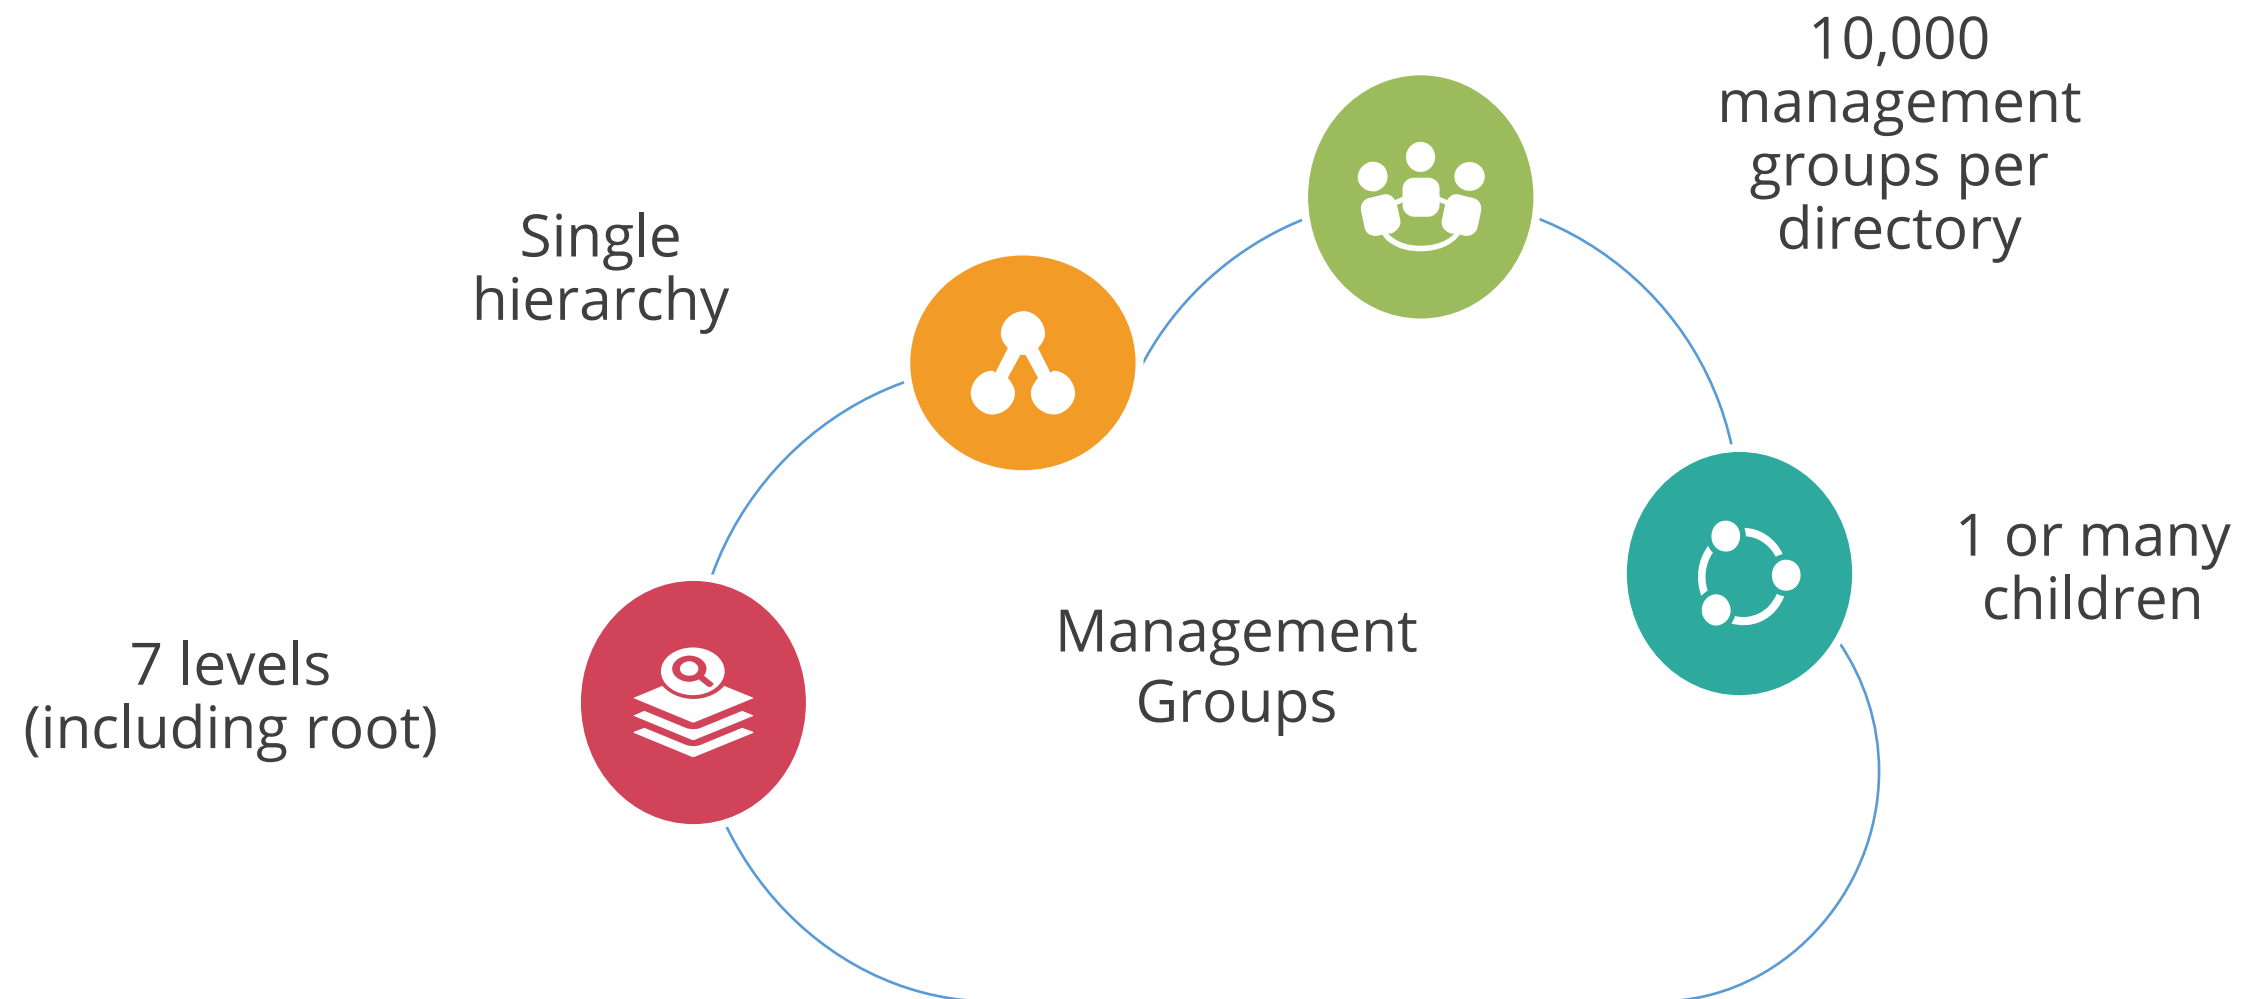 10,000
management
groups per
directory
Single
hierarchy
1 or many
children
Management
Groups
7 levels
(including root)